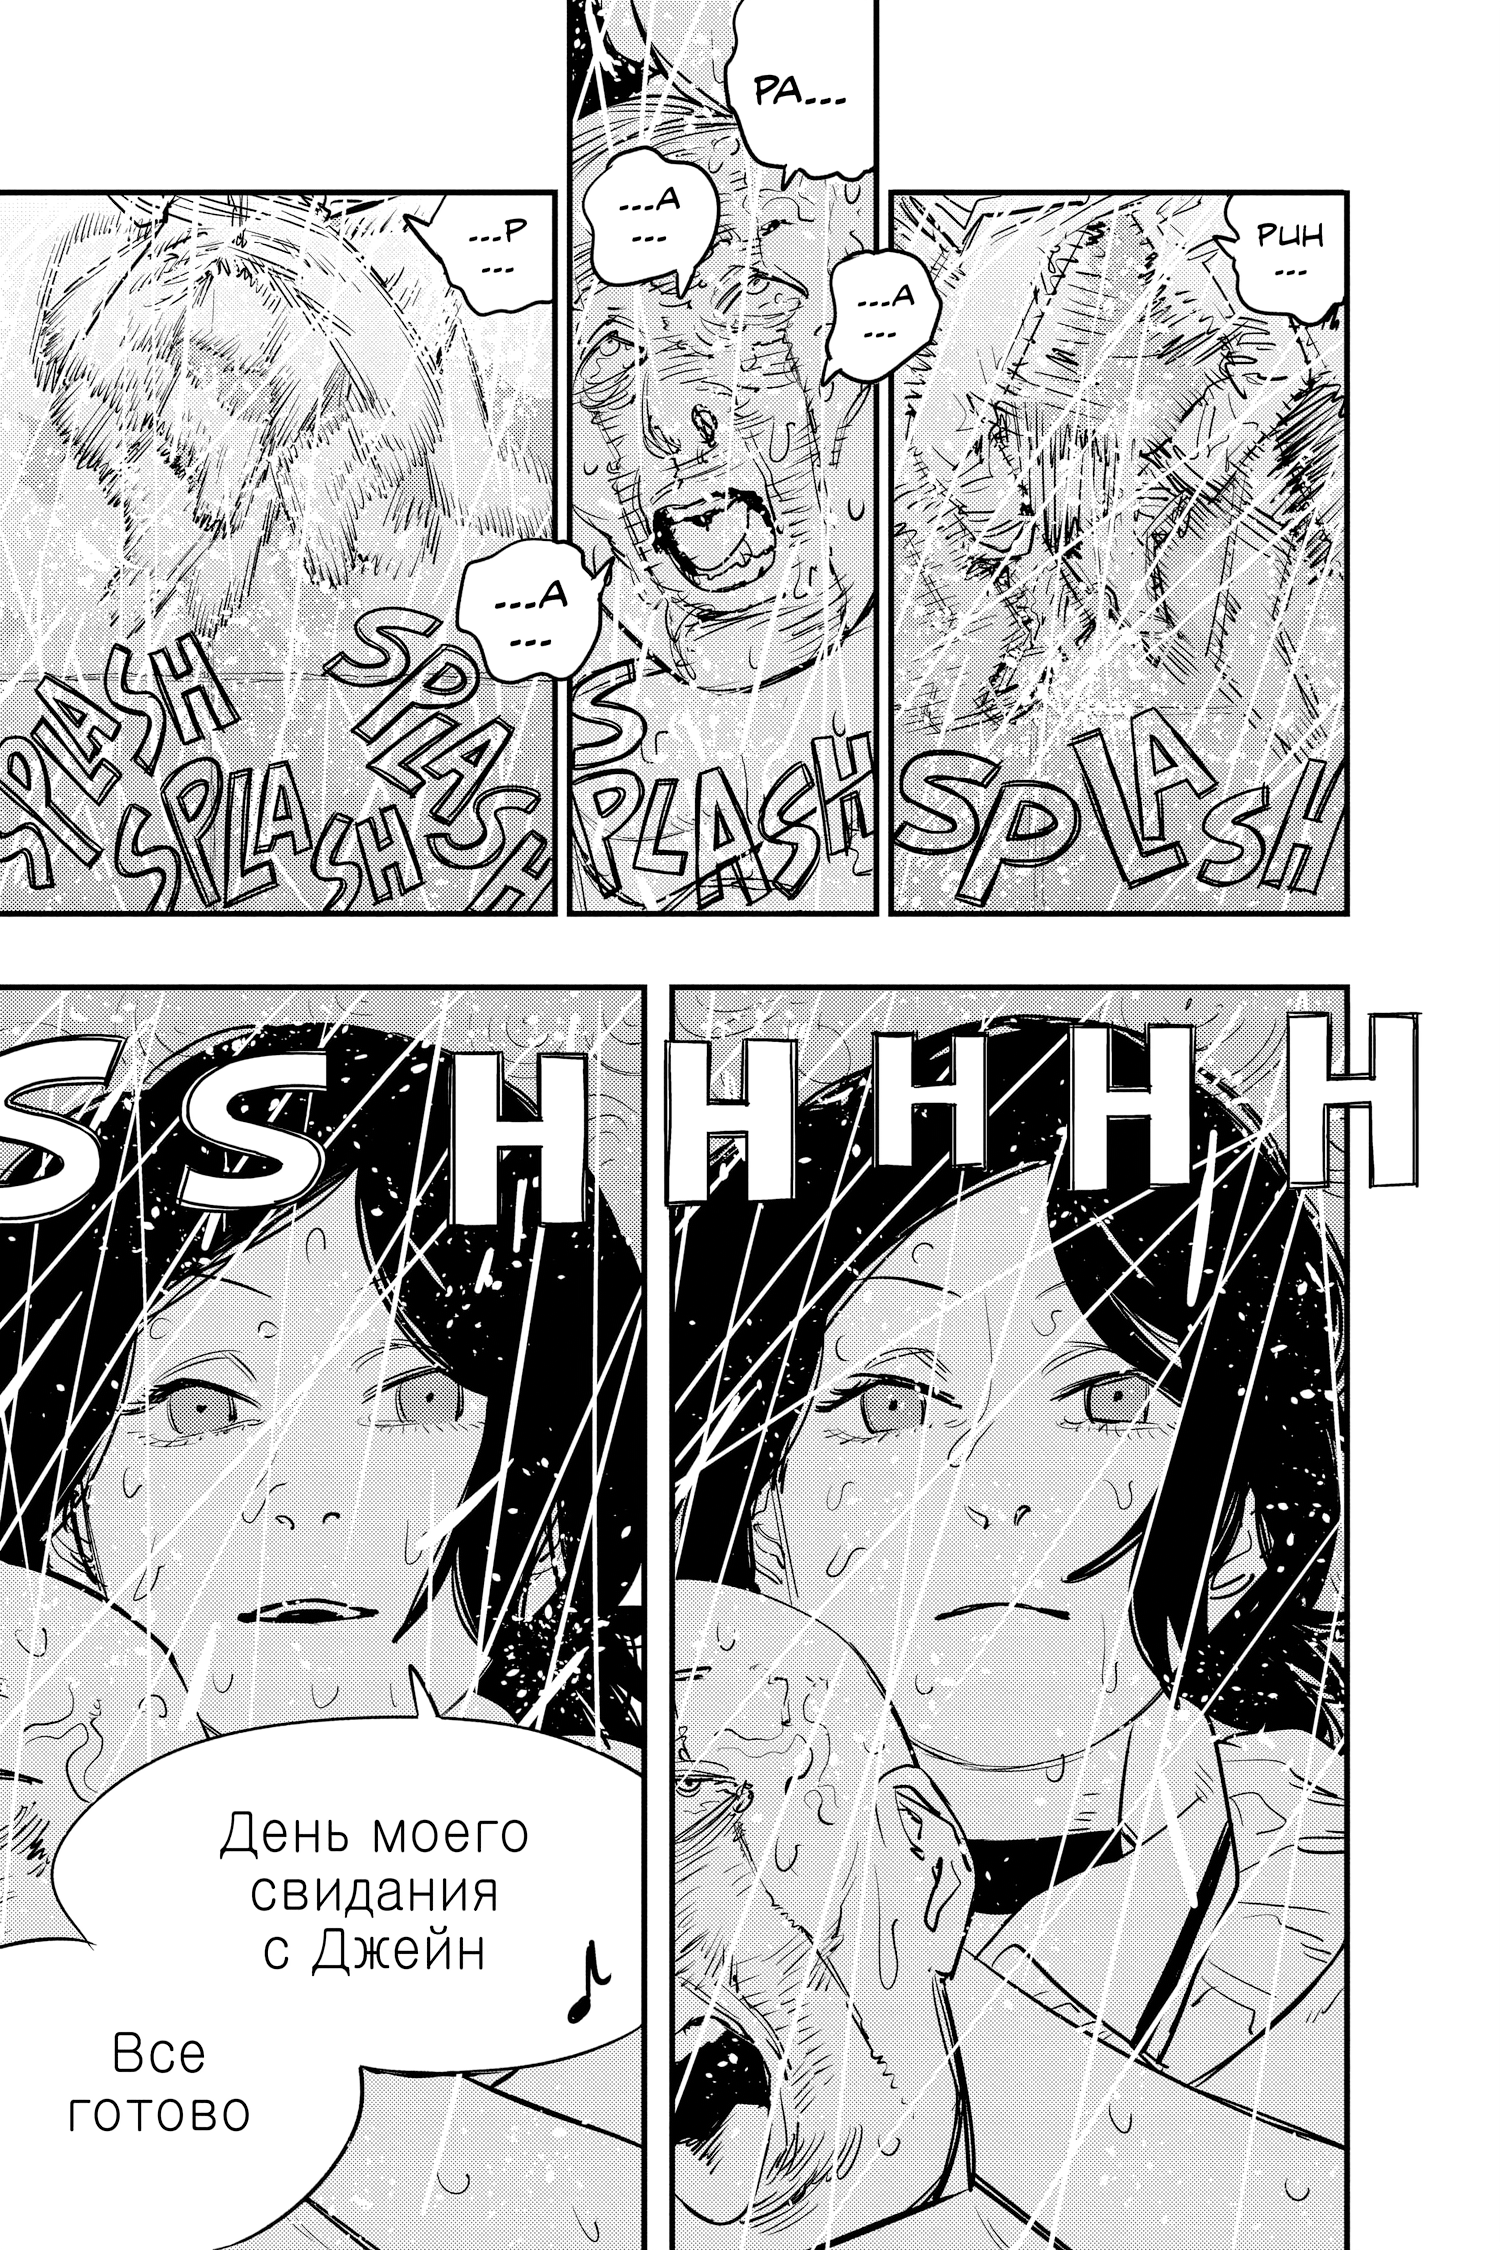 РИН
---
...А
---
РА...
...А
---
...А
---
...Р
---
SPLASH
SPLASH
SPLASH
SPLASH
SPLASH
SSHHHHH
День моего
свидания
с Джейн
Все
готово